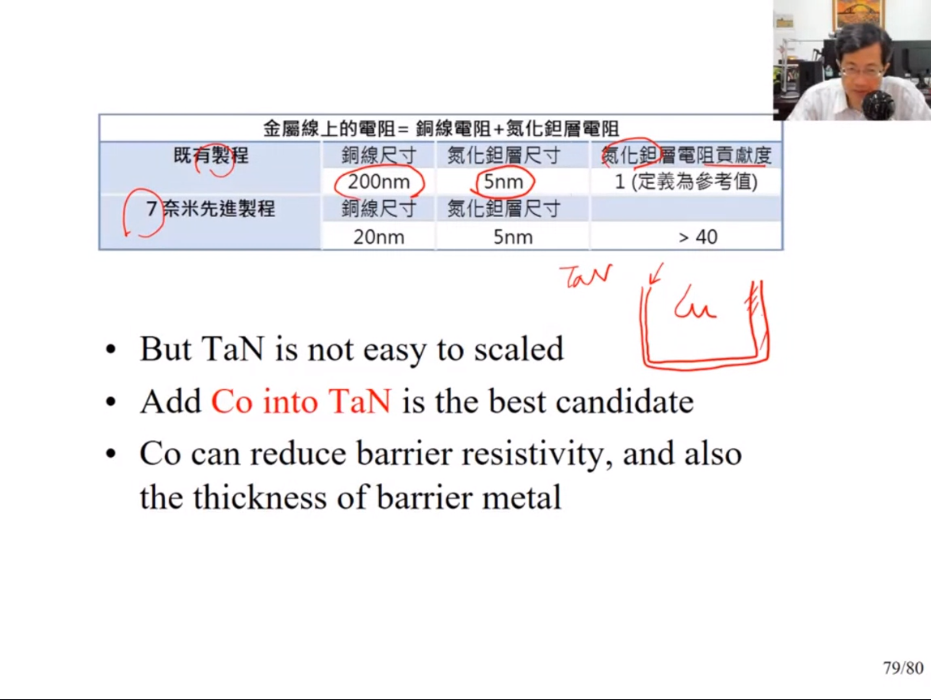 金屬線上的電阻= 銅線電阻+氮化鉭層電阻
既有製程 銅線尺寸 氮化鉭層尺寸 氮化鉭層電阻貢獻度
200nm 5nm 1 (定義為參考值)
7奈米先進製程 銅線尺寸 氮化鉭層尺寸
20nm 5nm > 40
TaN
Cu
• But TaN is not easy to scaled
• Add Co into TaN is the best candidate
• Co can reduce barrier resistivity, and also
the thickness of barrier metal
79/80